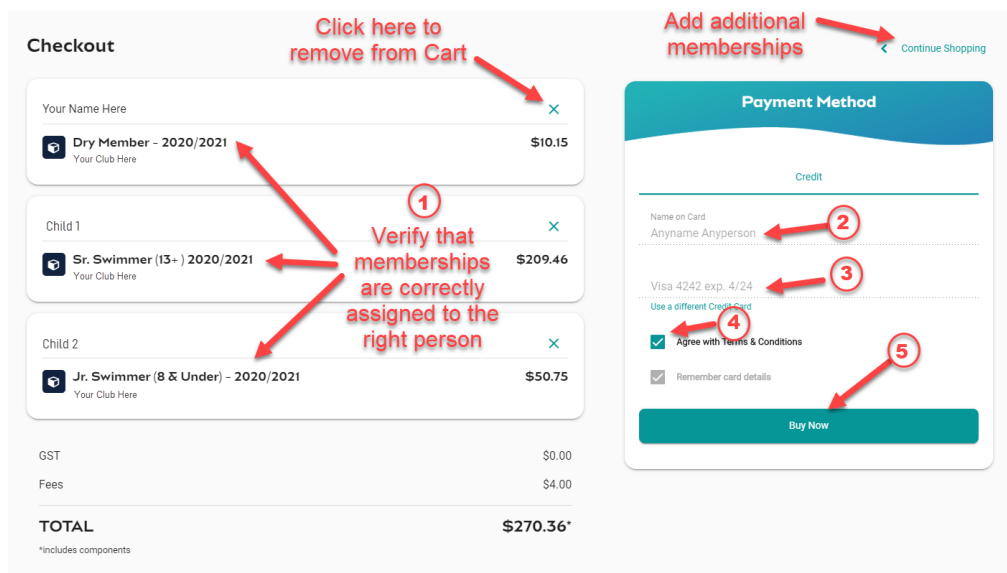 Click here to
remove from Cart
Add additional
memberships
Checkout
Continue Shopping
Your Name Here
Dry Member - 2020/2021
$10.15
Your Club Here
1
Verify that
memberships
are correctly
assigned to the
right person
Child 1
Sr. Swimmer (13+ ) 2020/2021
$209.46
Your Club Here
Child 2
Jr. Swimmer (8 & Under) - 2020/2021
$50.75
Your Club Here
GST
$0.00
Fees
$4.00
TOTAL
$270.36*
*includes components
Payment Method
Credit
Name on Card
Anyname Anyperson
2
Visa 4242 exp. 4/24
3
Use a different Credit Card
4
Agree with Terms & Conditions
Remember card details
5
Buy Now